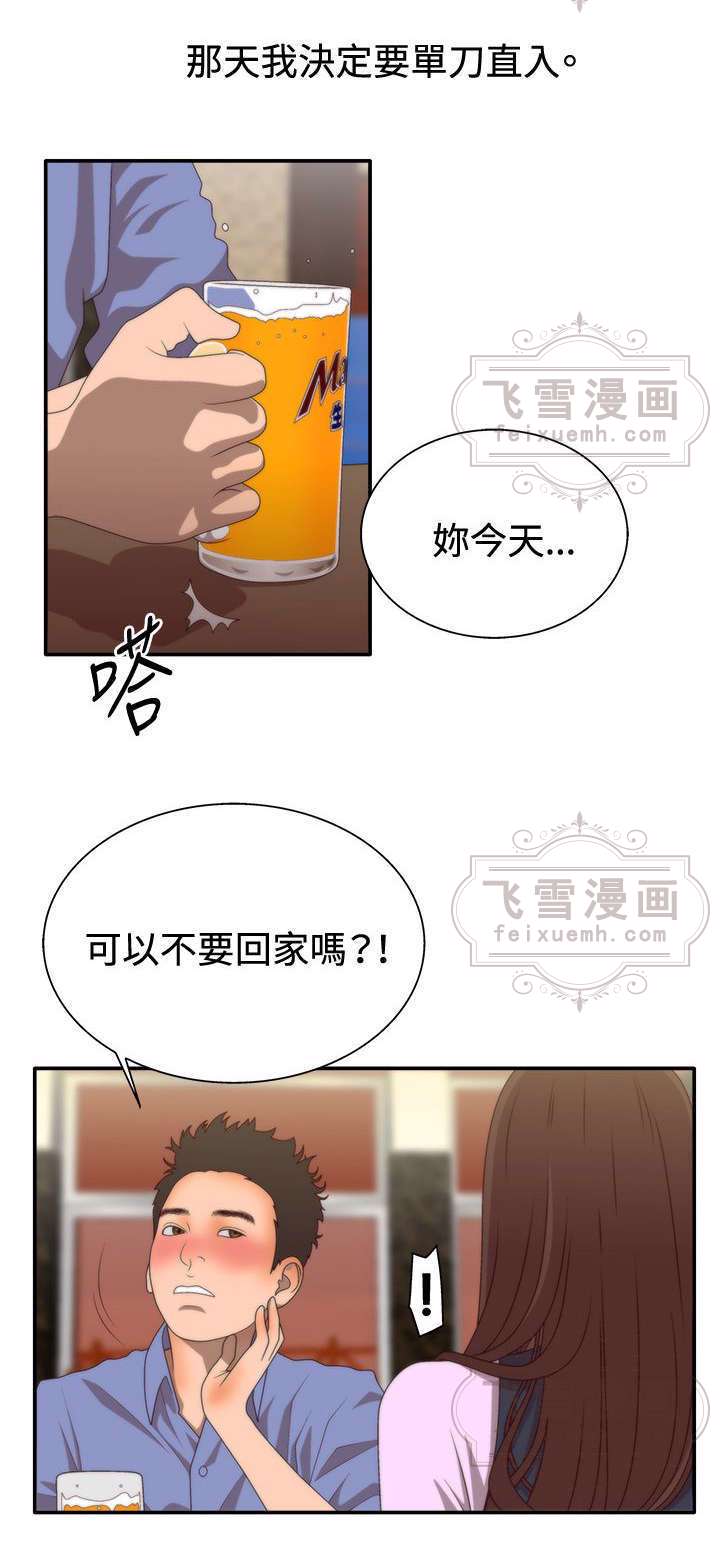 那天我決定要單刀直入。
飞雪漫画
feixuemh.com
妳今天...
嗒
飞雪漫画
feixuemh.com
可以不要回家嗎？！
！